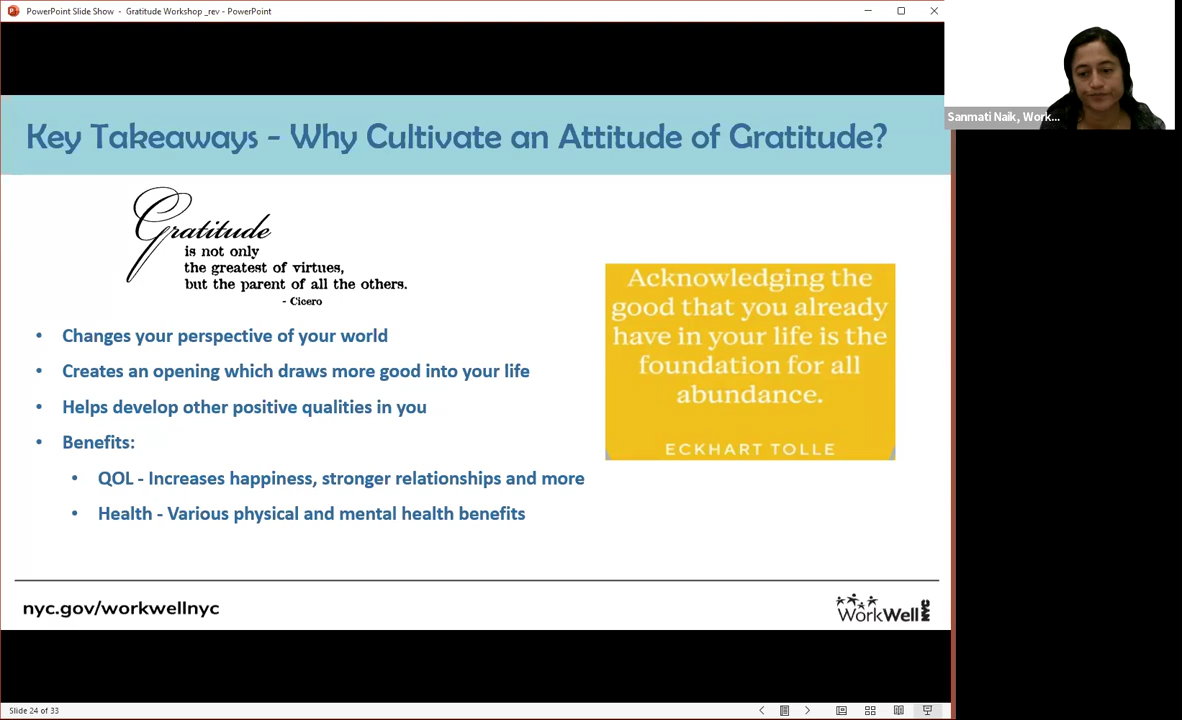 PowerPoint Slide Show - Gratitude Workshop _rev - PowerPoint
Sanmati Naik, Work...
Key Takeaways - Why Cultivate an Attitude of Gratitude?
Gratitude
is not only
the greatest of virtues,
but the parent of all the others.
- Cicero
• Changes your perspective of your world
• Creates an opening which draws more good into your life
• Helps develop other positive qualities in you
• Benefits:
• QOL - Increases happiness, stronger relationships and more
• Health - Various physical and mental health benefits
Acknowledging the
good that you already
have in your life is the
foundation for all
abundance.
ECKHART TOLLE
nyc.gov/workwellnyc
WorkWell NYC
Slide 24 of 33